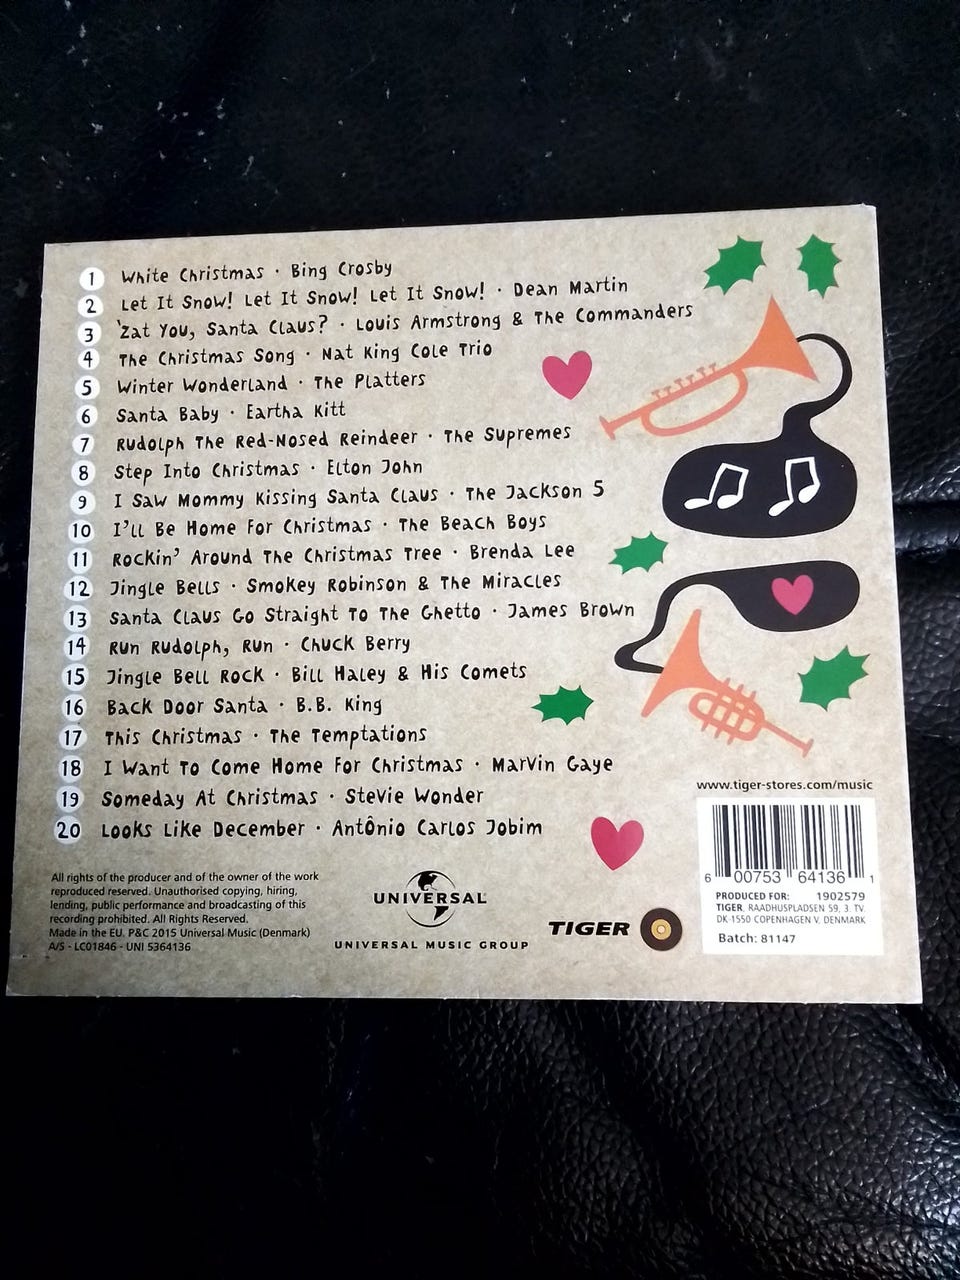 1 White Christmas · Bing Crosby
2 Let It Snow! Let It Snow! Let It Snow! · Dean Martin
3 'Zat You, Santa Claus? · Louis Armstrong & The Commanders
4 The Christmas Song · Nat King Cole Trio
5 Winter Wonderland · The Platters
6 Santa Baby · Eartha Kitt
7 Rudolph The Red-Nosed Reindeer · The Supremes
8 Step Into Christmas · Elton John
9 I Saw Mommy Kissing Santa Claus · The Jackson 5
10 I'll Be Home For Christmas · The Beach Boys
11 Rockin' Around The Christmas Tree · Brenda Lee
12 Jingle Bells · Smokey Robinson & The Miracles
13 Santa Claus Go Straight To The Ghetto · James Brown
14 Run Rudolph, Run · Chuck Berry
15 Jingle Bell Rock · Bill Haley & His Comets
16 Back Door Santa · B.B. King
17 This Christmas · The Temptations
18 I Want To Come Home For Christmas · Marvin Gaye
19 Someday At Christmas · Stevie Wonder
20 Looks Like December · Antônio Carlos Jobim
All rights of the producer and of the owner of the work
reproduced reserved. Unauthorised copying, hiring,
lending, public performance and broadcasting of this
recording prohibited. All Rights Reserved.
Made in the EU. P&C 2015 Universal Music (Denmark)
A/S - LC01846 - UNI 5364136
UNIVERSAL
UNIVERSAL MUSIC GROUP
TIGER
www.tiger-stores.com/music
6 00753 64136 1
PRODUCED FOR: 1902579
TIGER, RAADHUSPLADSEN 59, 3. TV.
DK-1550 COPENHAGEN V, DENMARK
Batch: 81147